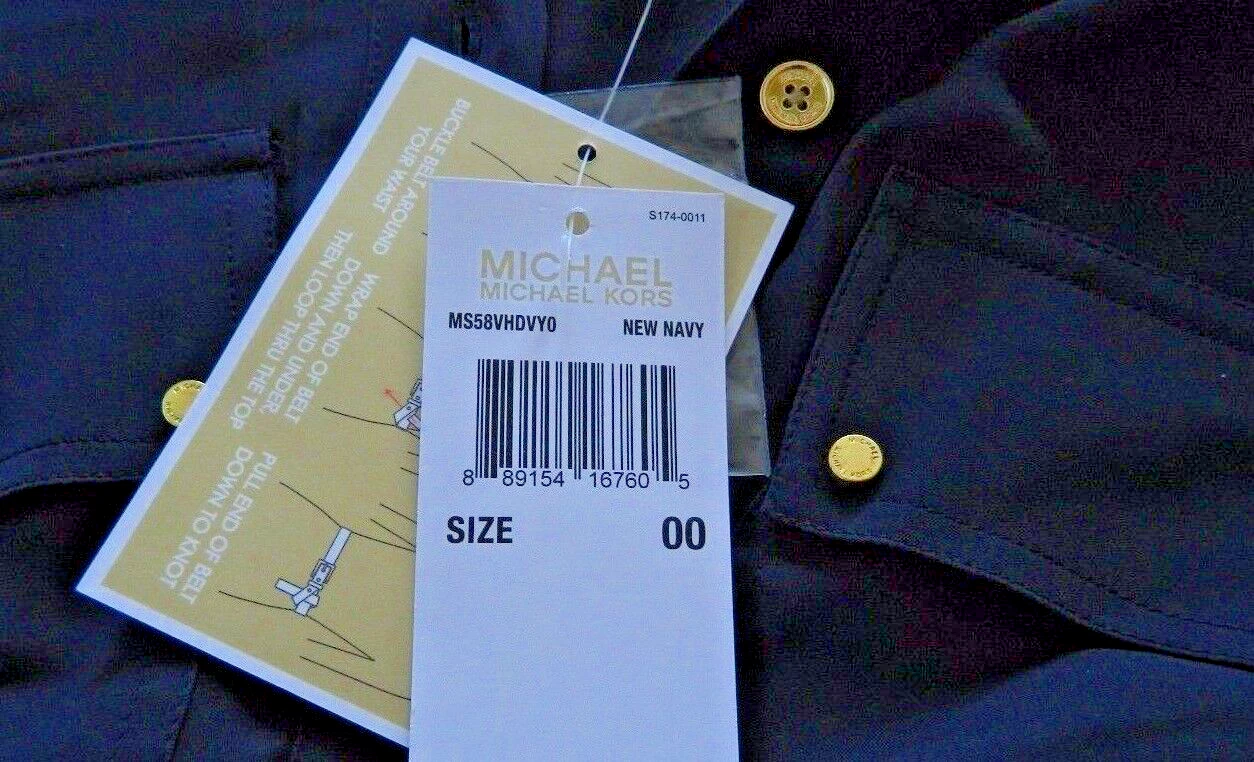 S174-0011
MICHAEL
MICHAEL KORS
MS58VHDVY0 NEW NAVY
8 89154 16760 5
SIZE 00
BUCKLE BELT AROUND
YOUR WAIST
WRAP END OF BELT
DOWN AND UNDER,
THEN LOOP THRU THE TOP
PULL END OF BELT
DOWN TO KNOT
MICHAEL
KORS